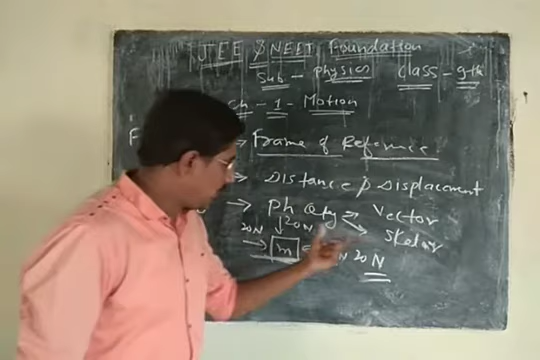 JEE & NEET Foundation
Sub - physics class - 9th
ch - 1 - Motion
F
→ Frame of Reference
→ Distance & Displacement
→ Ph Qty → Vector
→ Skelar
20N ↓20N
→ m N 20N